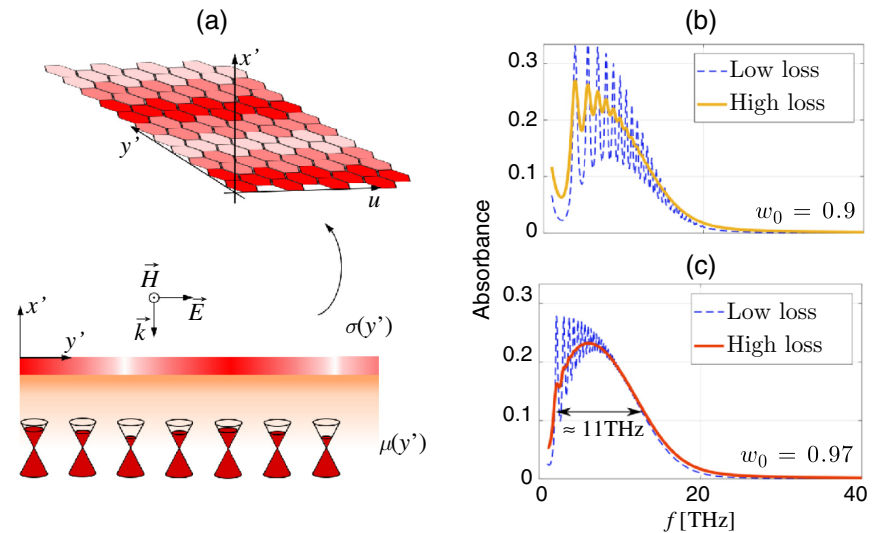 (a)
x'
y'
u
H
E
k
x'
y'
σ(y')
μ(y')
(b)
0.3
0.2
0.1
0
Low loss
High loss
w₀ = 0.9
Absorbance
(c)
0.3
0.2
0.1
0
Low loss
High loss
≈ 11THz
w₀ = 0.97
0 20 40
f [THz]